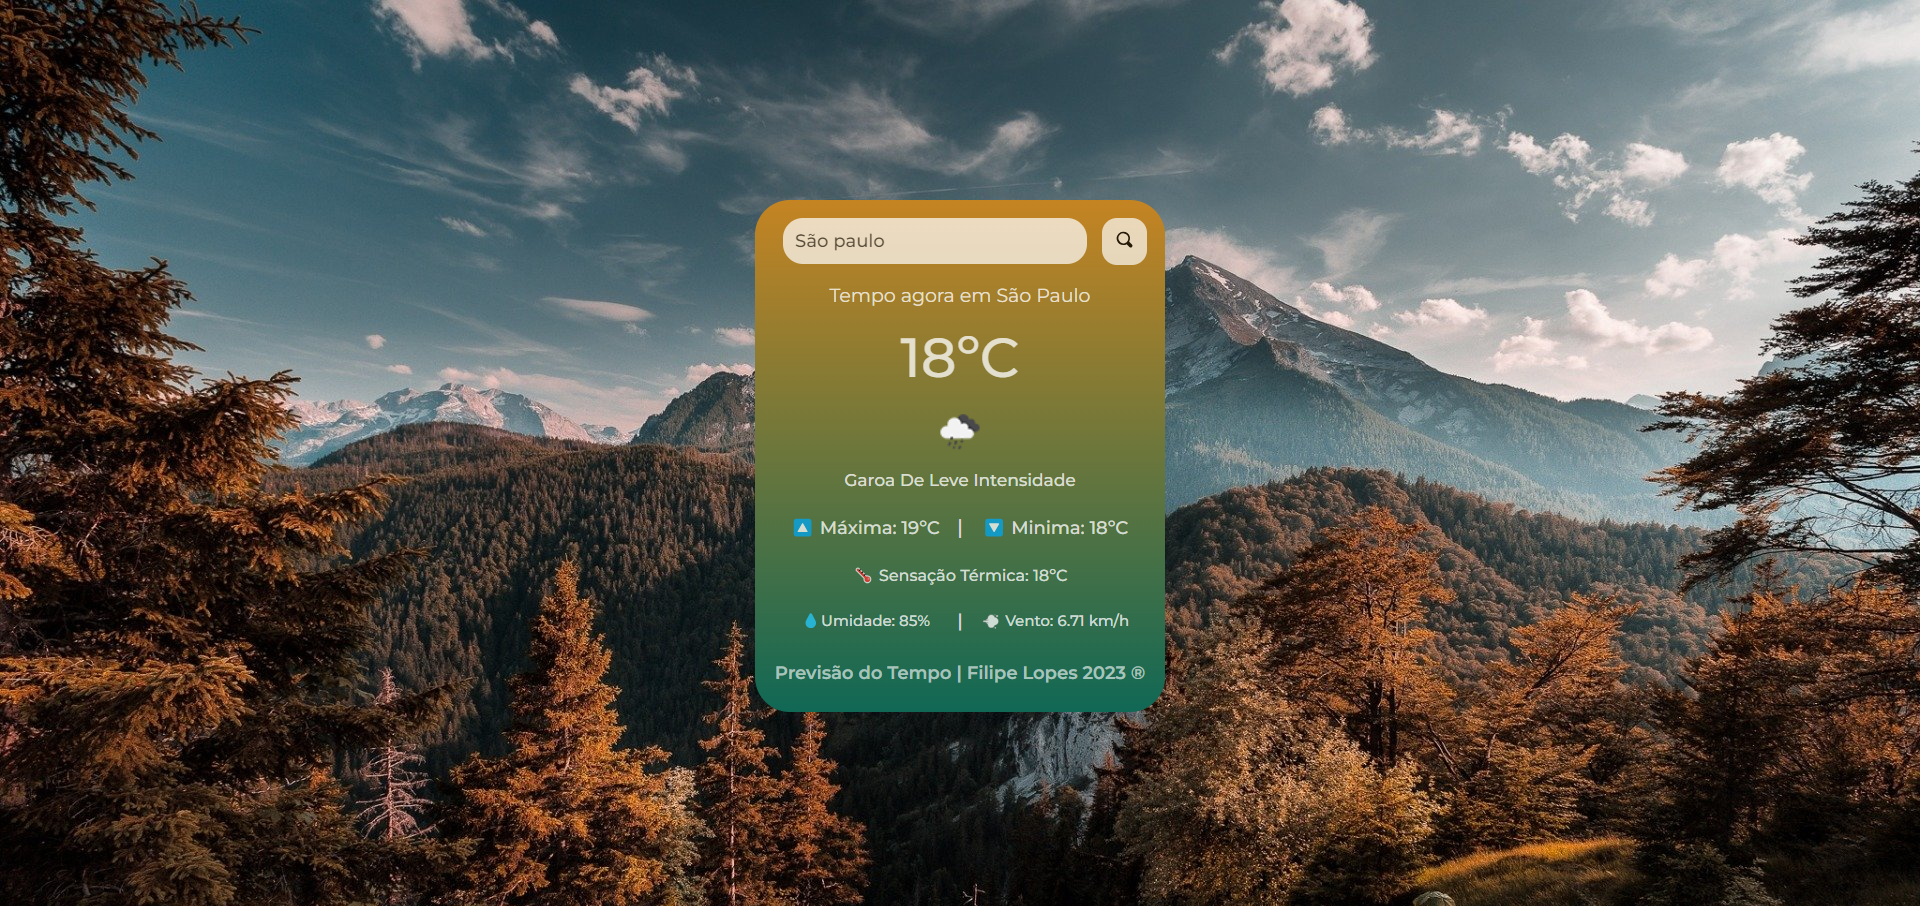 São paulo
Tempo agora em São Paulo
18°C
Garoa De Leve Intensidade
Máxima: 19°C | Minima: 18°C
Sensação Térmica: 18°C
Umidade: 85% | Vento: 6.71 km/h
Previsão do Tempo | Filipe Lopes 2023 ®